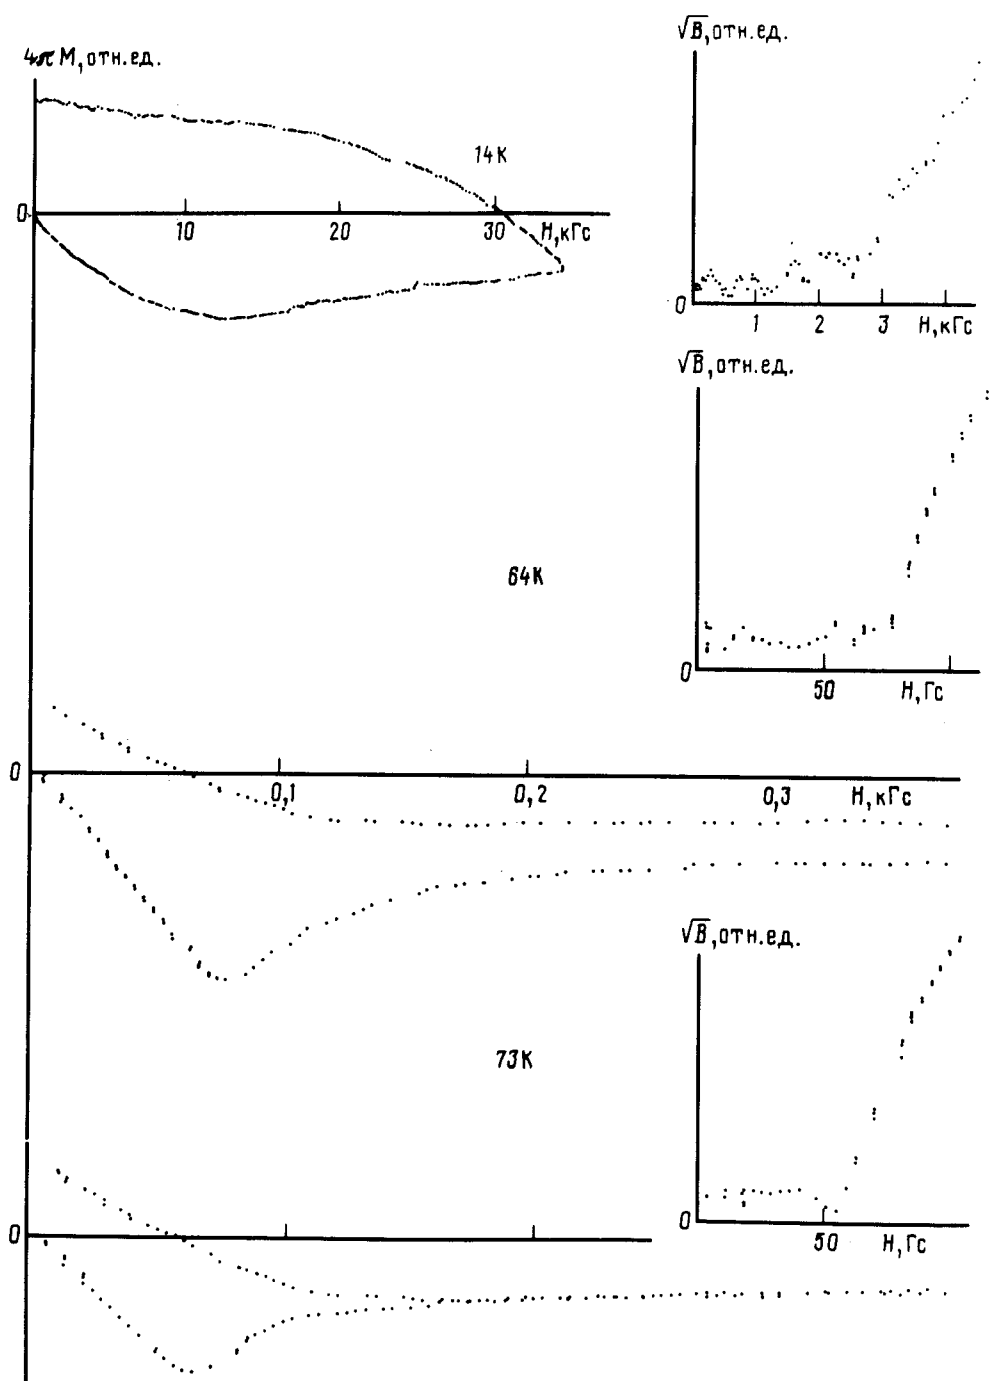 4πM,отн.ед.
14K
0
10 20 30 H,кГс
√B,отн.ед.
0
1 2 3 H,кГс
√B,отн.ед.
0
50 H,Гс
64K
0
0,1 0,2 0,3 H,кГс
√B,отн.ед.
0
50 H,Гс
73K
0